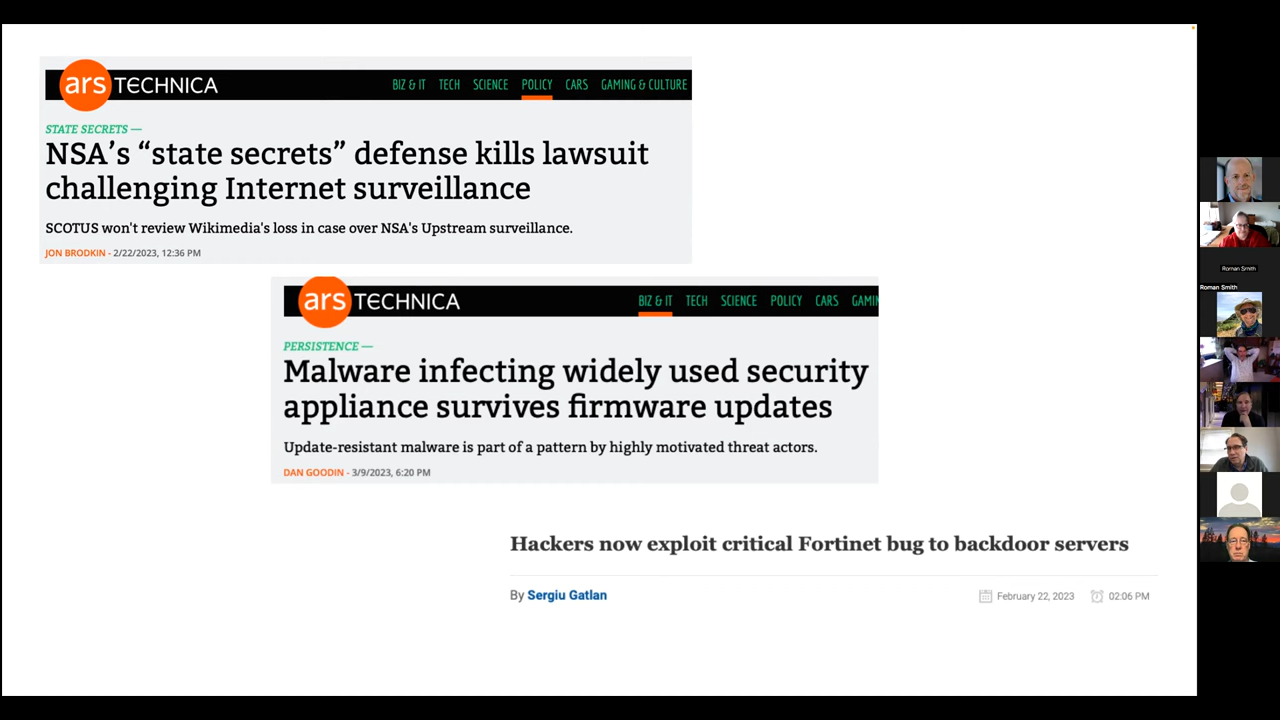 ars TECHNICA
BIZ & IT TECH SCIENCE POLICY CARS GAMING & CULTURE
STATE SECRETS —
NSA’s “state secrets” defense kills lawsuit
challenging Internet surveillance
SCOTUS won't review Wikimedia's loss in case over NSA's Upstream surveillance.
JON BRODKIN - 2/22/2023, 12:36 PM
ars TECHNICA
BIZ & IT TECH SCIENCE POLICY CARS GAMIN
PERSISTENCE —
Malware infecting widely used security
appliance survives firmware updates
Update-resistant malware is part of a pattern by highly motivated threat actors.
DAN GOODIN - 3/9/2023, 6:20 PM
Hackers now exploit critical Fortinet bug to backdoor servers
By Sergiu Gatlan
February 22, 2023 02:06 PM
Roman Smith
Roman Smith